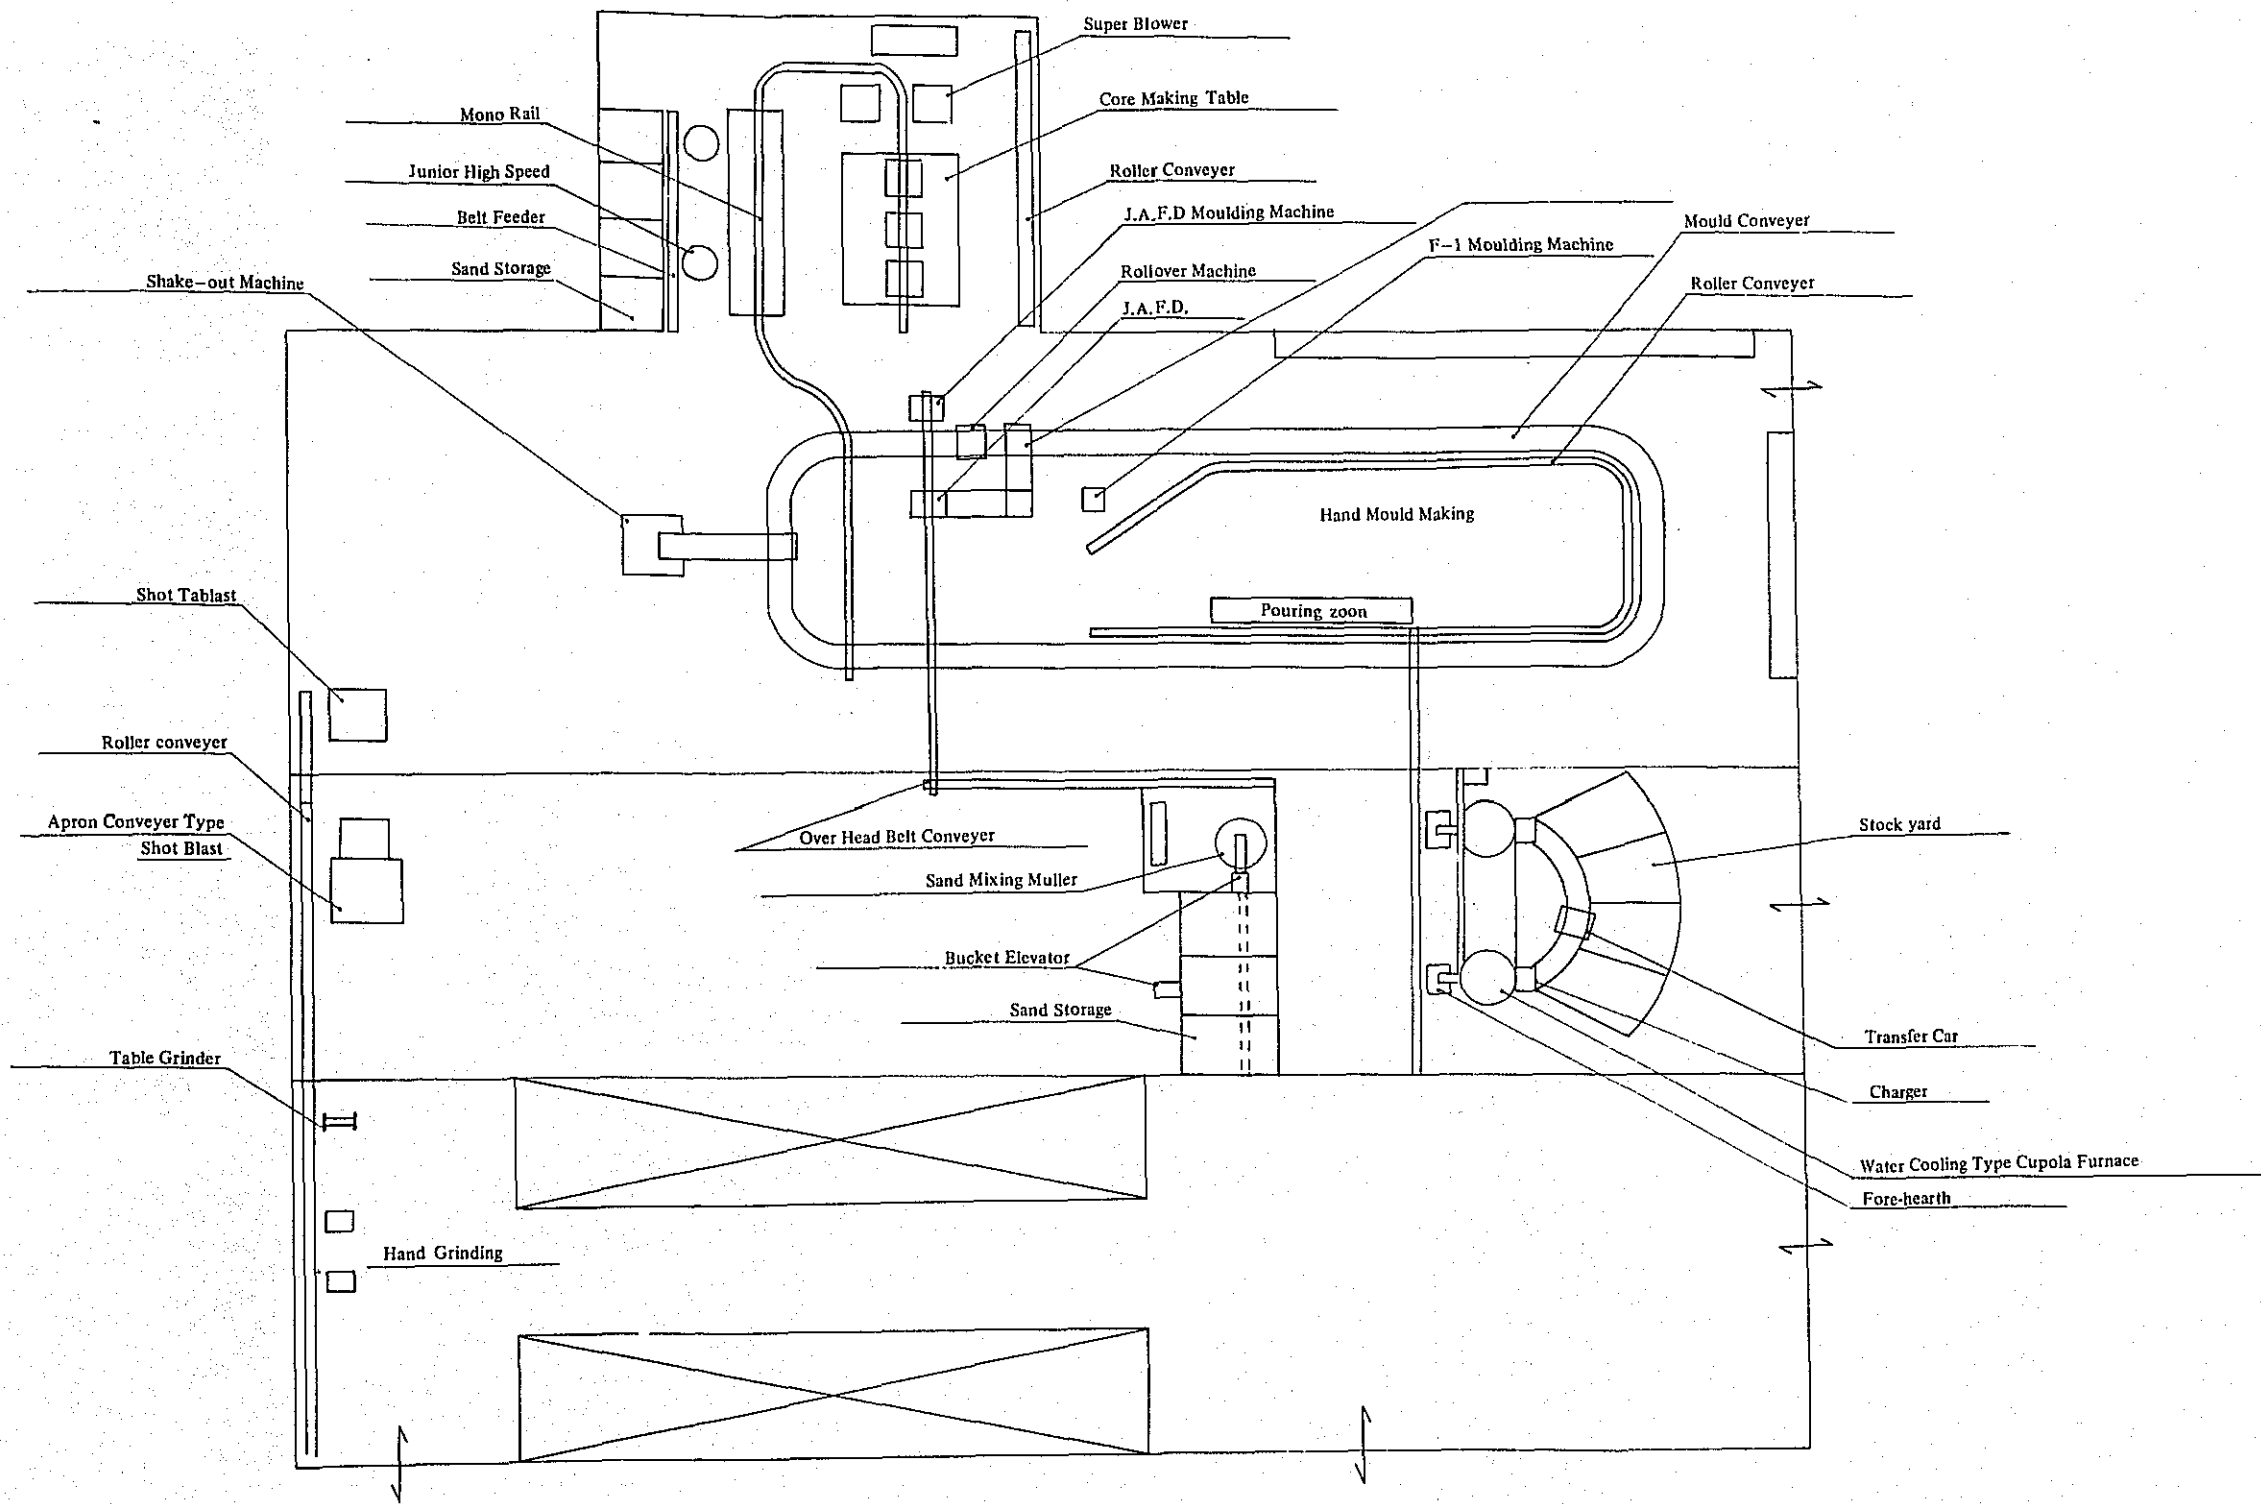 Super Blower
Core Making Table
Mono Rail
Junior High Speed
Roller Conveyer
Belt Feeder
J.A.F.D Moulding Machine
Mould Conveyer
F-1 Moulding Machine
Sand Storage
Rollover Machine
Shake-out Machine
Roller Conveyer
J.A.F.D.
Hand Mould Making
Shot Tablast
Pouring zoon
Roller conveyer
Apron Conveyer Type
Shot Blast
Over Head Belt Conveyer
Stock yard
Sand Mixing Muller
Bucket Elevator
Sand Storage
Transfer Car
Table Grinder
Charger
Water Cooling Type Cupola Furnace
Fore-hearth
Hand Grinding